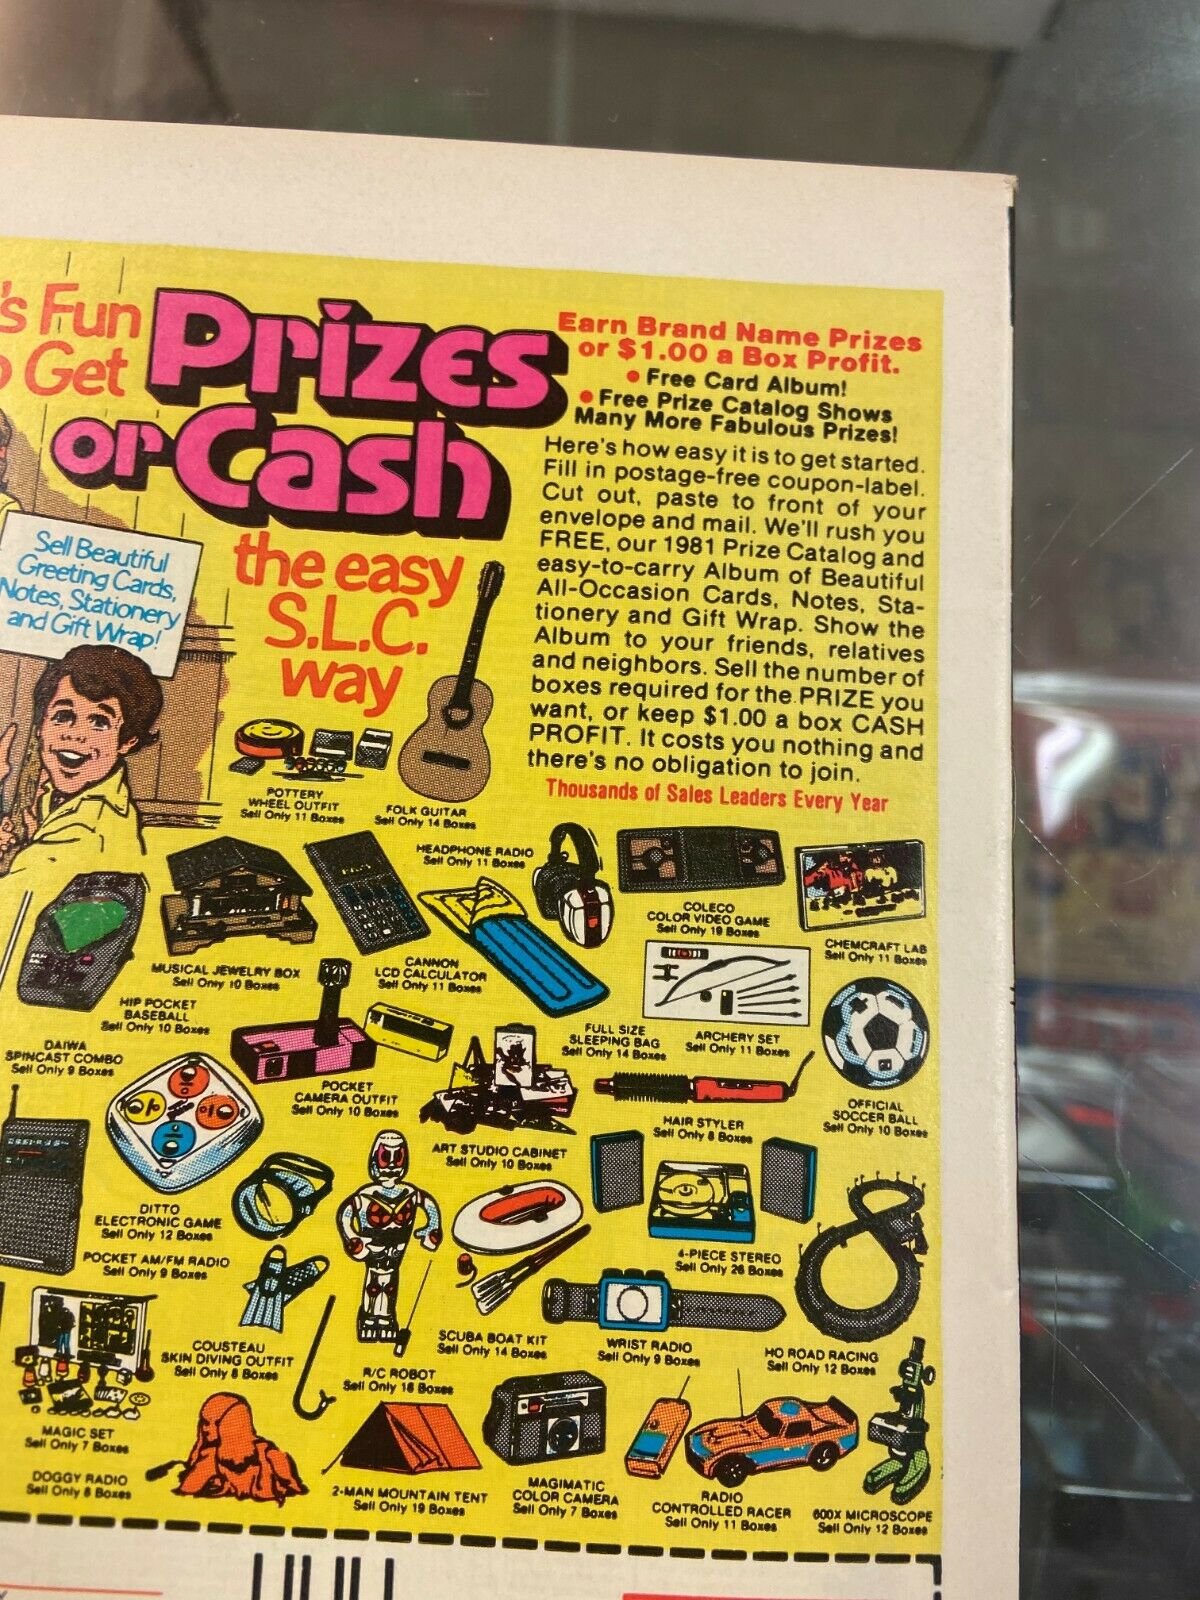 's Fun
o Get
Prizes
or Cash
the easy
S.L.C.
way
Sell Beautiful
Greeting Cards,
Notes, Stationery
and Gift Wrap!
Earn Brand Name Prizes
or $1.00 a Box Profit.
• Free Card Album!
• Free Prize Catalog Shows
Many More Fabulous Prizes!
Here's how easy it is to get started.
Fill in postage-free coupon-label.
Cut out, paste to front of your
envelope and mail. We'll rush you
FREE, our 1981 Prize Catalog and
easy-to-carry Album of Beautiful
All-Occasion Cards, Notes, Sta-
tionery and Gift Wrap. Show the
Album to your friends, relatives
and neighbors. Sell the number of
boxes required for the PRIZE you
want, or keep $1.00 a box CASH
PROFIT. It costs you nothing and
there's no obligation to join.
Thousands of Sales Leaders Every Year
POTTERY
WHEEL OUTFIT
Sell Only 11 Boxes
FOLK GUITAR
Sell Only 14 Boxes
HEADPHONE RADIO
Sell Only 11 Boxes
COLECO
COLOR VIDEO GAME
Sell Only 19 Boxes
CHEMCRAFT LAB
Sell Only 11 Boxes
MUSICAL JEWELRY BOX
Sell Only 10 Boxes
CANNON
LCD CALCULATOR
Sell Only 11 Boxes
HIP POCKET
BASEBALL
Sell Only 10 Boxes
FULL SIZE
SLEEPING BAG
Sell Only 14 Boxes
ARCHERY SET
Sell Only 11 Boxes
DAIWA
SPINCAST COMBO
Sell Only 9 Boxes
POCKET
CAMERA OUTFIT
Sell Only 10 Boxes
HAIR STYLER
Sell Only 8 Boxes
OFFICIAL
SOCCER BALL
Sell Only 10 Boxes
ART STUDIO CABINET
Sell Only 10 Boxes
DITTO
ELECTRONIC GAME
Sell Only 12 Boxes
POCKET AM/FM RADIO
Sell Only 9 Boxes
4-PIECE STEREO
Sell Only 26 Boxes
COUSTEAU
SKIN DIVING OUTFIT
Sell Only 8 Boxes
SCUBA BOAT KIT
Sell Only 14 Boxes
WRIST RADIO
Sell Only 9 Boxes
HO ROAD RACING
Sell Only 12 Boxes
R/C ROBOT
Sell Only 16 Boxes
MAGIC SET
Sell Only 7 Boxes
DOGGY RADIO
Sell Only 8 Boxes
2-MAN MOUNTAIN TENT
Sell Only 19 Boxes
MAGIMATIC
COLOR CAMERA
Sell Only 7 Boxes
RADIO
CONTROLLED RACER
Sell Only 11 Boxes
600X MICROSCOPE
Sell Only 12 Boxes